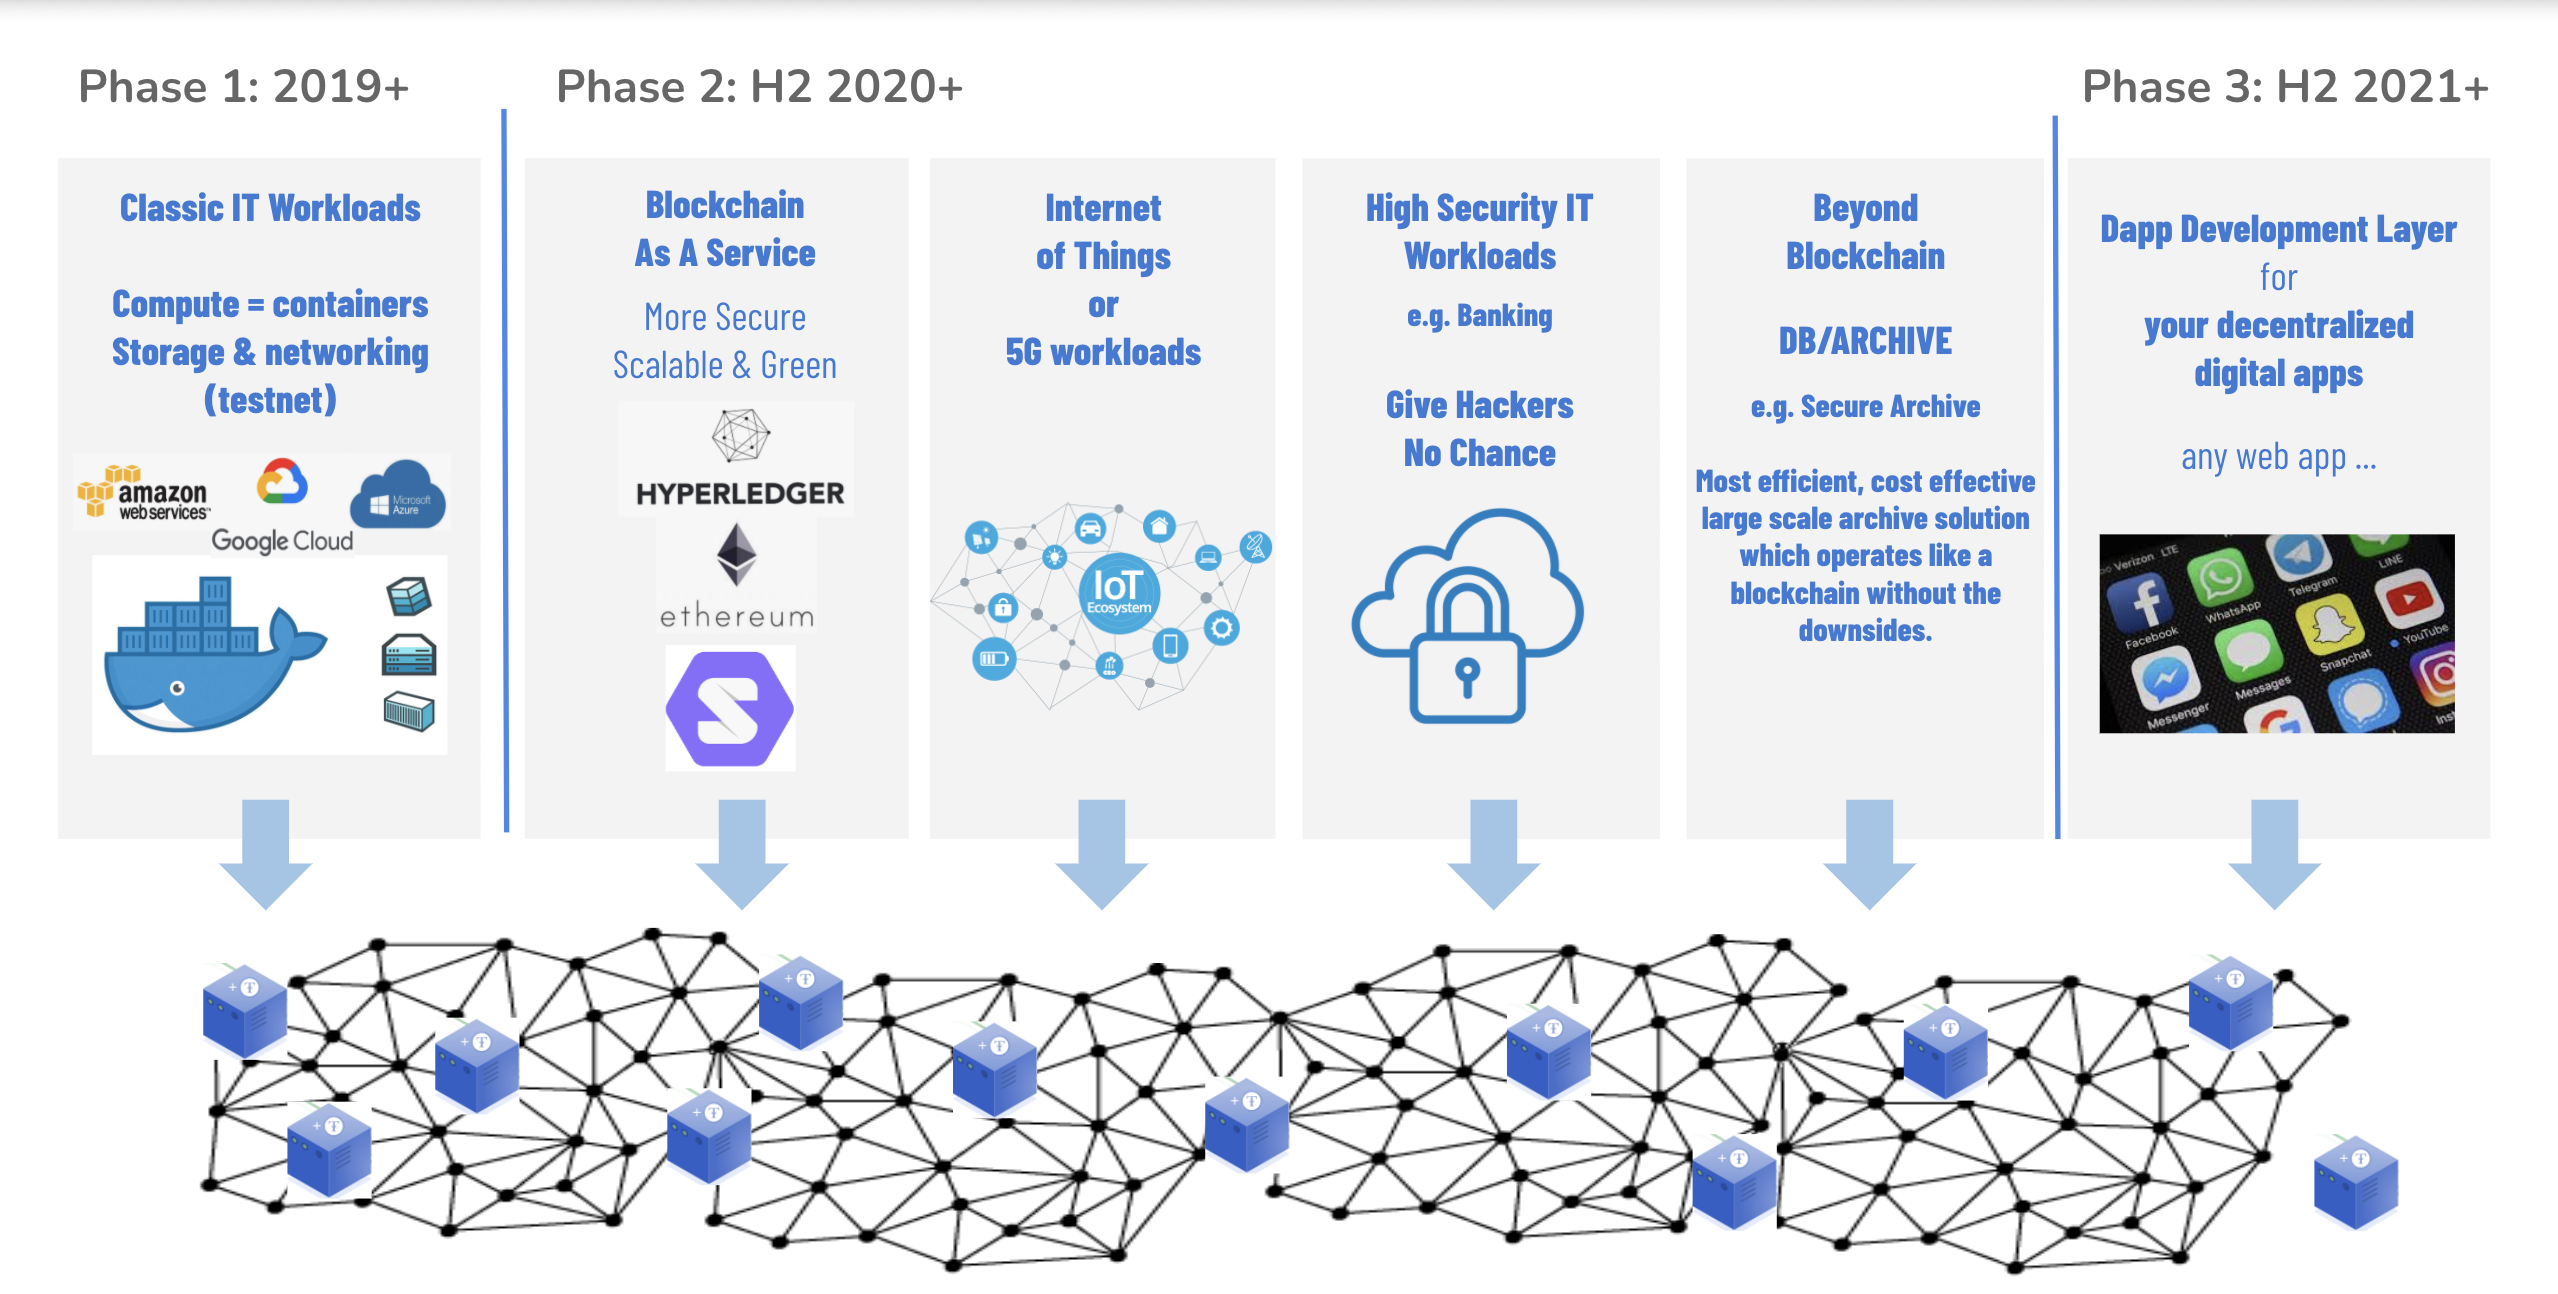 Phase 1: 2019+
Phase 2: H2 2020+
Phase 3: H2 2021+
Classic IT Workloads
Compute = containers
Storage & networking
(testnet)
amazon
web services™
Google Cloud
Microsoft
Azure
Blockchain
As A Service
More Secure
Scalable & Green
HYPERLEDGER
ethereum
S
Internet
of Things
or
5G workloads
IoT
Ecosystem
High Security IT
Workloads
e.g. Banking
Give Hackers
No Chance
Beyond
Blockchain
DB/ARCHIVE
e.g. Secure Archive
Most efficient, cost effective
large scale archive solution
which operates like a
blockchain without the
downsides.
Dapp Development Layer
for
your decentralized
digital apps
any web app ...
Verizon LTE
Facebook
WhatsApp
Telegram
LINE
Messenger
Messages
Snapchat
YouTube
Inst